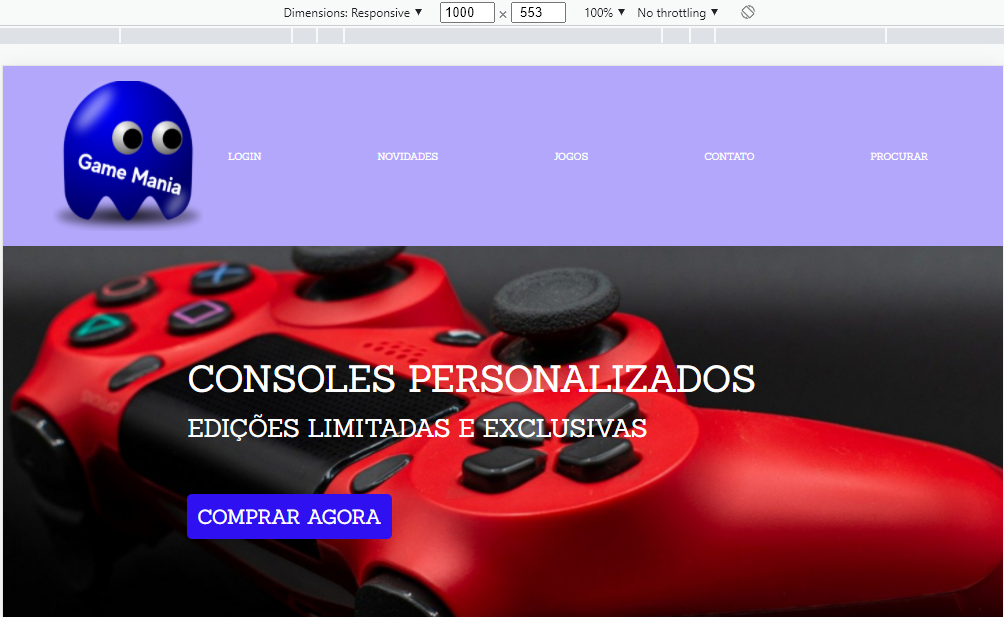 Dimensions: Responsive ▼ 1000 × 553 100% ▼ No throttling ▼
Game Mania
LOGIN NOVIDADES JOGOS CONTATO PROCURAR
CONSOLES PERSONALIZADOS
EDIÇÕES LIMITADAS E EXCLUSIVAS
COMPRAR AGORA